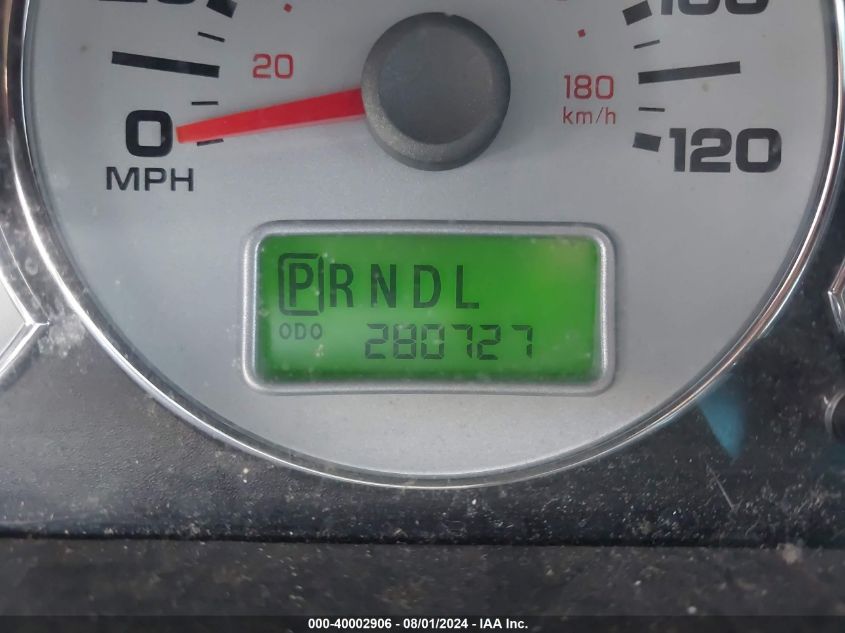 20
180
km/h
0
120
MPH
PRNDL
ODO 280727
000-40002906 - 08/01/2024 - IAA Inc.